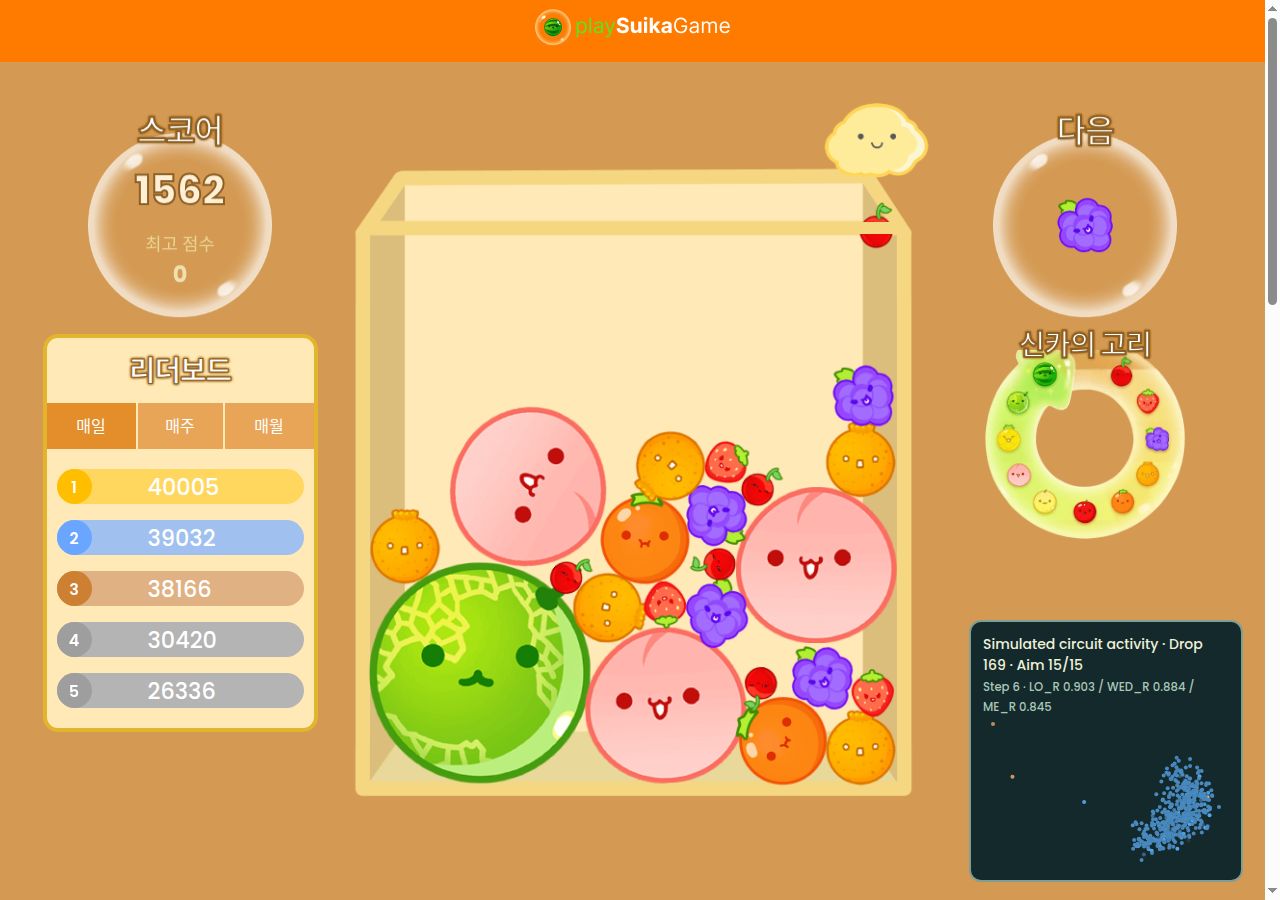 playSuikaGame
스코어
1562
최고 점수
0
리더보드
매일 매주 매월
1 40005
2 39032
3 38166
4 30420
5 26336
다음
신카의 고리
Simulated circuit activity · Drop
169 · Aim 15/15
Step 6 · LO_R 0.903 / WED_R 0.884 /
ME_R 0.845